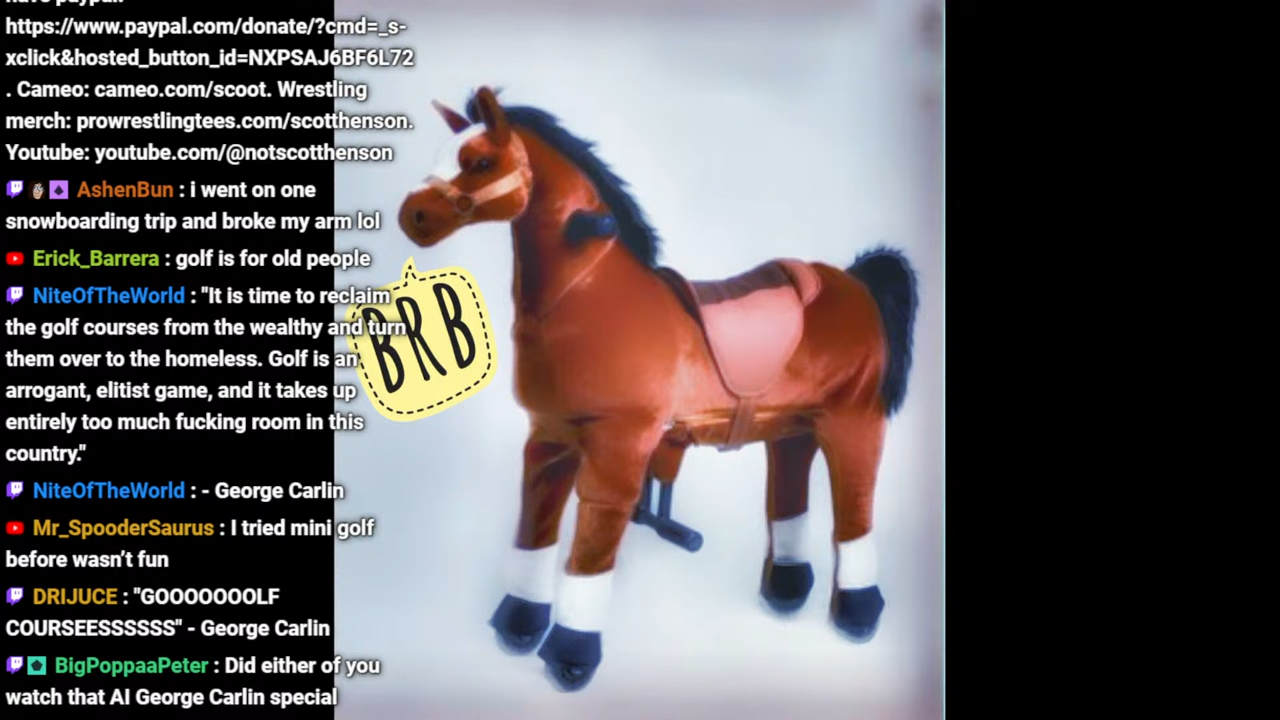 have paypal:
https://www.paypal.com/donate/?cmd=_s-
xclick&hosted_button_id=NXPSAJ6BF6L72
. Cameo: cameo.com/scoot. Wrestling
merch: prowrestlingtees.com/scotthenson.
Youtube: youtube.com/@notscotthenson
AshenBun : i went on one
snowboarding trip and broke my arm lol
Erick_Barrera : golf is for old people
NiteOfTheWorld : "It is time to reclaim
the golf courses from the wealthy and turn
them over to the homeless. Golf is an
arrogant, elitist game, and it takes up
entirely too much fucking room in this
country."
NiteOfTheWorld : - George Carlin
Mr_SpooderSaurus : I tried mini golf
before wasn’t fun
DRIJUCE : "GOOOOOOOLF
COURSEESSSSSS" - George Carlin
BigPoppaaPeter : Did either of you
watch that AI George Carlin special
BRB